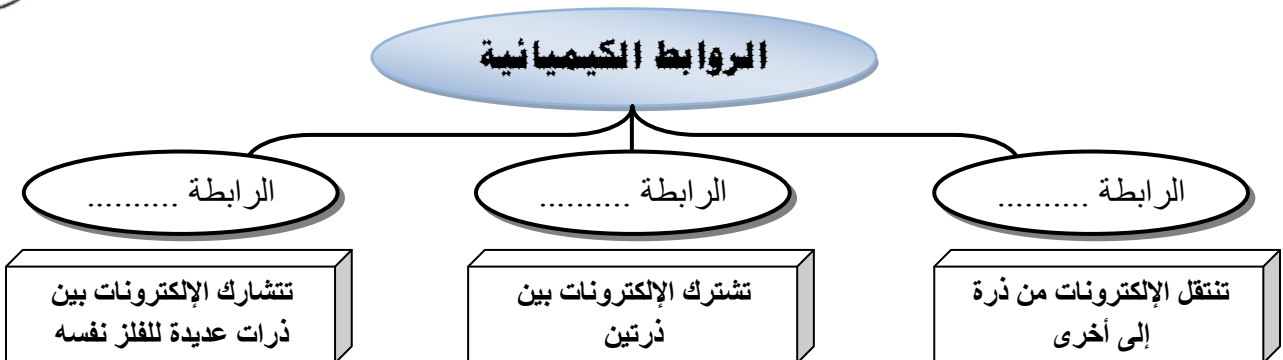 الروابط الكيميائية
الرابطة ..........
الرابطة ..........
الرابطة ..........
تنتقل الإلكترونات من ذرة
إلى أخرى
تشترك الإلكترونات بين
ذرتين
تتشارك الإلكترونات بين
ذرات عديدة للفلز نفسه